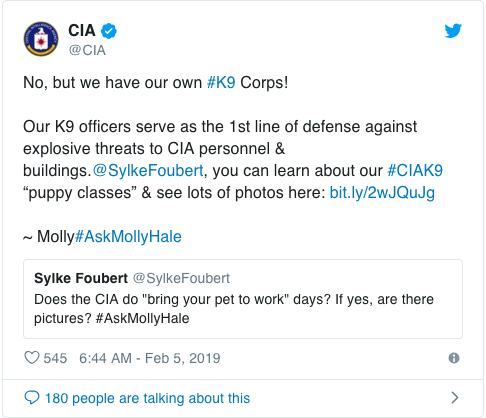 CIA
@CIA
No, but we have our own #K9 Corps!
Our K9 officers serve as the 1st line of defense against
explosive threats to CIA personnel &
buildings.@SylkeFoubert, you can learn about our #CIAK9
“puppy classes” & see lots of photos here: bit.ly/2wJQuJg
~ Molly#AskMollyHale
Sylke Foubert @SylkeFoubert
Does the CIA do "bring your pet to work" days? If yes, are there
pictures? #AskMollyHale
545 6:44 AM - Feb 5, 2019
180 people are talking about this